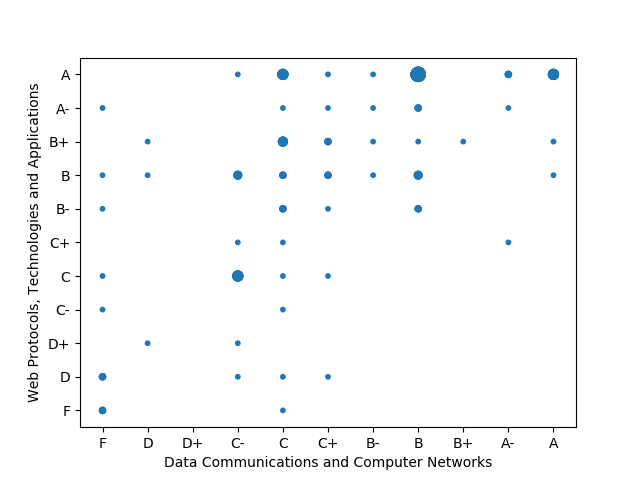 Web Protocols, Technologies and Applications
A
A-
B+
B
B-
C+
C
C-
D+
D
F
F D D+ C- C C+ B- B B+ A- A
Data Communications and Computer Networks